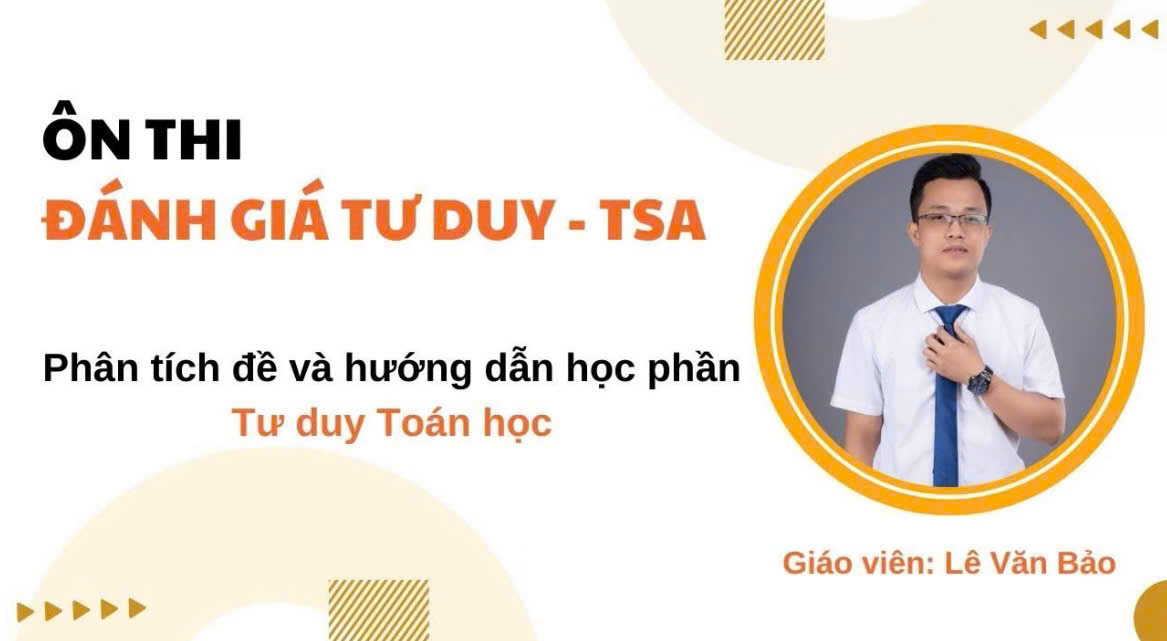 ÔN THI
ĐÁNH GIÁ TƯ DUY - TSA
Phân tích đề và hướng dẫn học phần
Tư duy Toán học
Giáo viên: Lê Văn Bảo